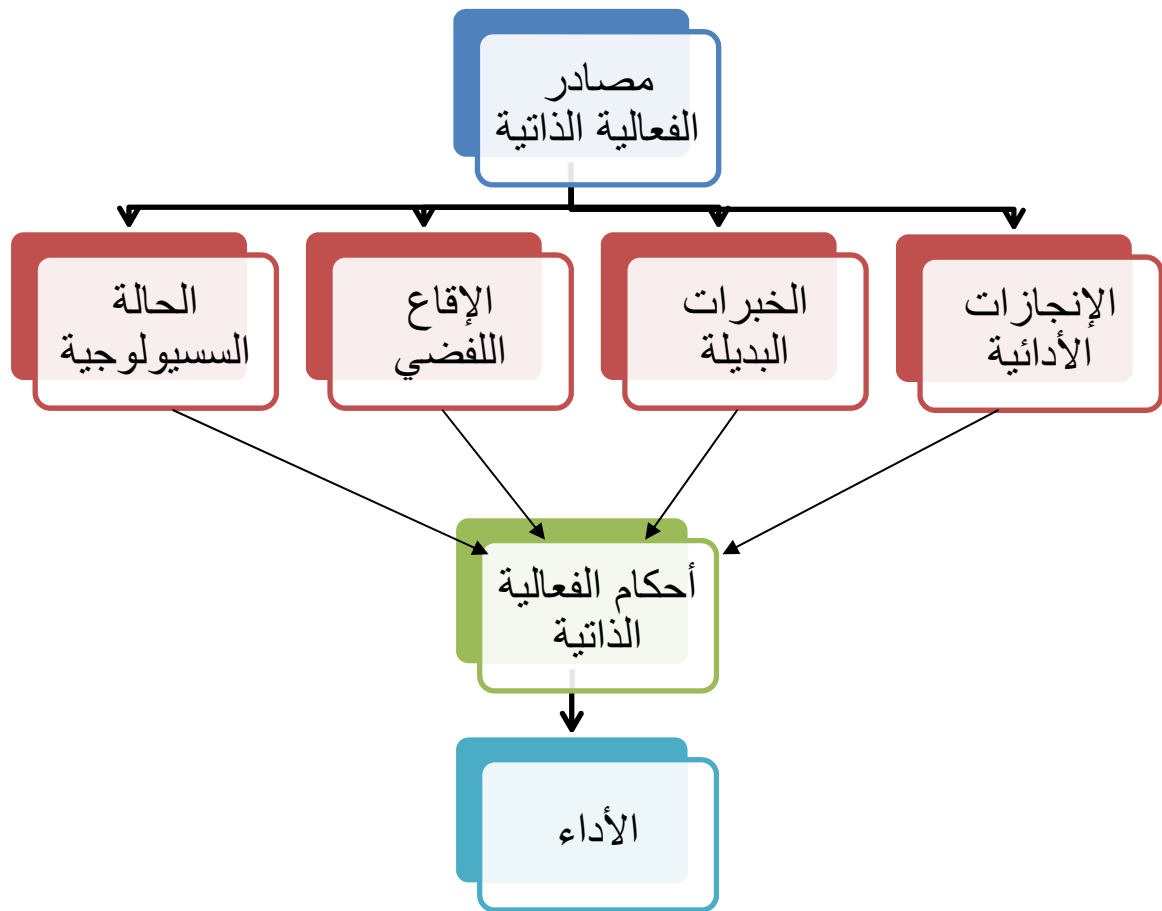 مصادر
الفعالية الذاتية
الإنجازات
الأدائية
الخبرات
البديلة
الإقاع
اللفضي
الحالة
السسيولوجية
أحكام الفعالية
الذاتية
الأداء